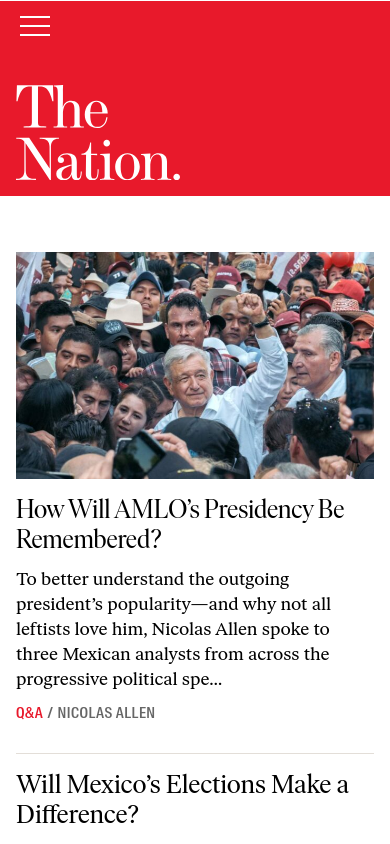 The
Nation.
How Will AMLO’s Presidency Be
Remembered?
To better understand the outgoing
president’s popularity—and why not all
leftists love him, Nicolas Allen spoke to
three Mexican analysts from across the
progressive political spe...
Q&A / NICOLAS ALLEN
Will Mexico’s Elections Make a
Difference?